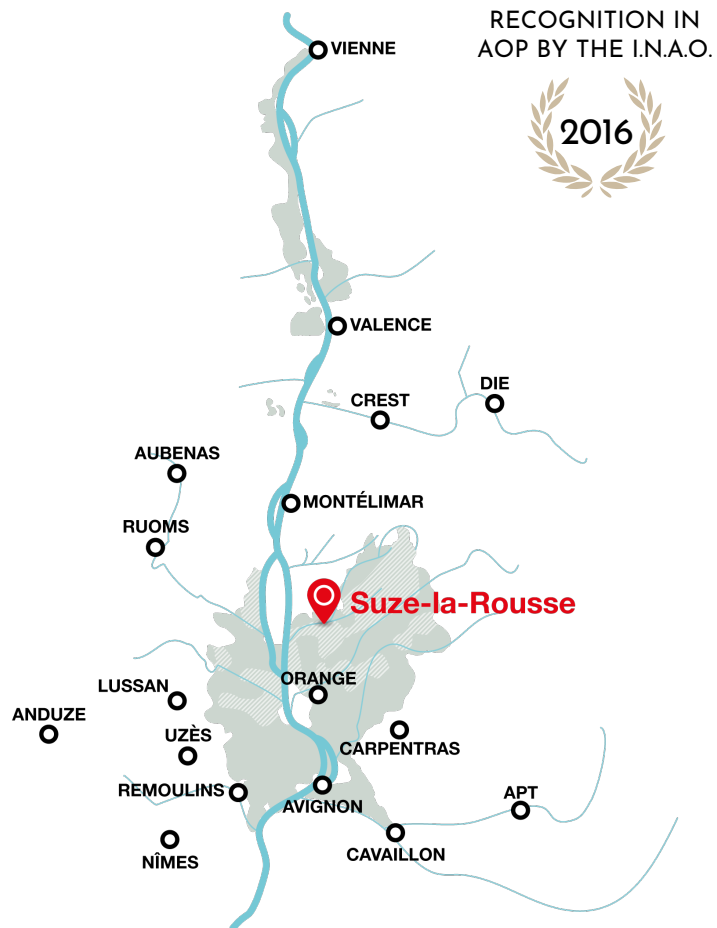 RECOGNITION IN
AOP BY THE I.N.A.O.
2016
VIENNE
VALENCE
DIE
CREST
AUBENAS
MONTÉLIMAR
RUOMS
Suze-la-Rousse
ORANGE
LUSSAN
ANDUZE
UZÈS
CARPENTRAS
REMOULINS
APT
AVIGNON
CAVAILLON
NÎMES